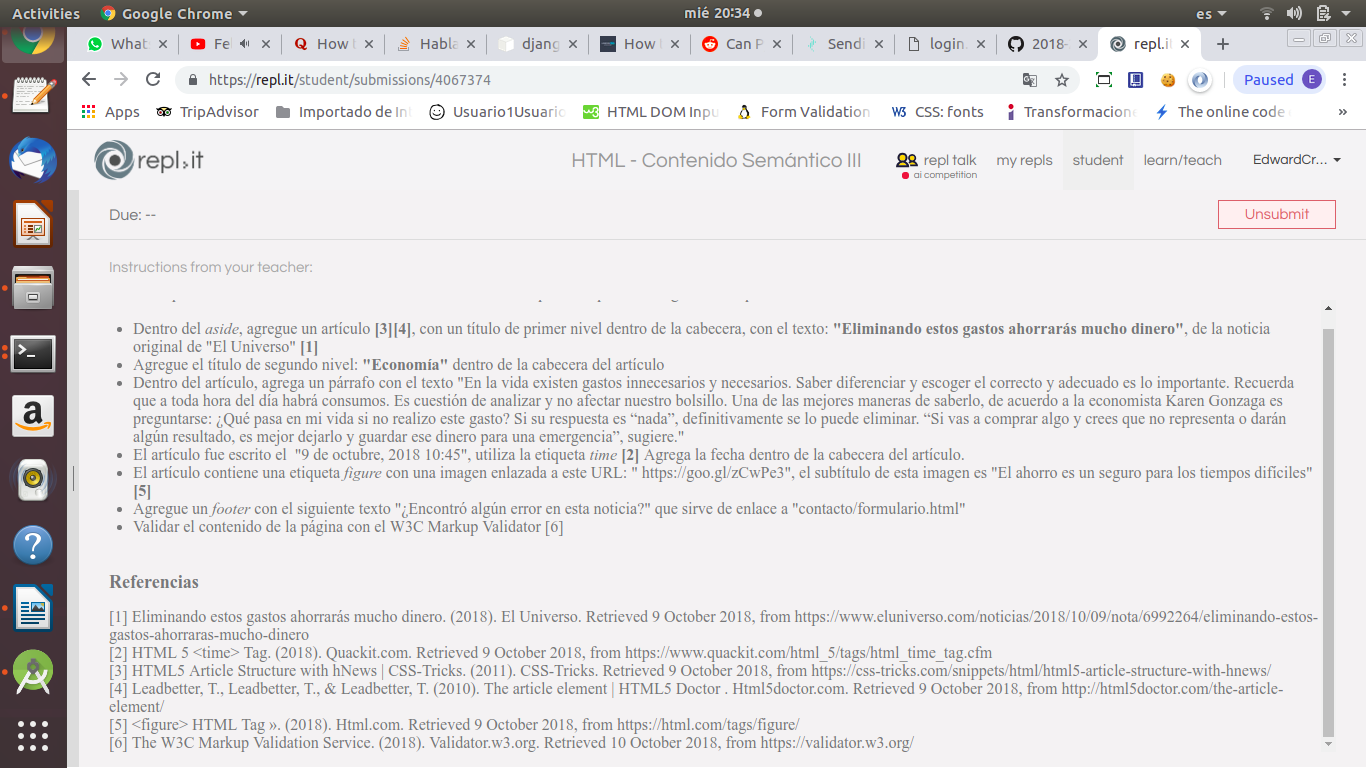 Activities
Google Chrome
mié 20:34
es
Whats
Fel
How t
Habla
djang
How I
Can P
Sendi
login.
2018-
repl.i
https://repl.it/student/submissions/4067374
Paused
E
Apps
TripAdvisor
Importado de Int
Usuario1Usuario
HTML DOM Inpu
Form Validation
W3 CSS: fonts
Transformacione
The online code
»
repl.it
HTML - Contenido Semántico III
repl talk
ai competition
my repls
student
learn/teach
EdwardCr...
Due: --
Unsubmit
Instructions from your teacher:
Dentro del aside, agregue un artículo [3][4], con un título de primer nivel dentro de la cabecera, con el texto: "Eliminando estos gastos ahorrarás mucho dinero", de la noticia
original de "El Universo" [1]
Agregue el título de segundo nivel: "Economía" dentro de la cabecera del artículo
Dentro del artículo, agrega un párrafo con el texto "En la vida existen gastos innecesarios y necesarios. Saber diferenciar y escoger el correcto y adecuado es lo importante. Recuerda
que a toda hora del día habrá consumos. Es cuestión de analizar y no afectar nuestro bolsillo. Una de las mejores maneras de saberlo, de acuerdo a la economista Karen Gonzaga es
preguntarse: ¿Qué pasa en mi vida si no realizo este gasto? Si su respuesta es “nada”, definitivamente se lo puede eliminar. “Si vas a comprar algo y crees que no representa o darán
algún resultado, es mejor dejarlo y guardar ese dinero para una emergencia”, sugiere."
El artículo fue escrito el "9 de octubre, 2018 10:45", utiliza la etiqueta time [2] Agrega la fecha dentro de la cabecera del artículo.
El artículo contiene una etiqueta figure con una imagen enlazada a este URL: " https://goo.gl/zCwPe3", el subtítulo de esta imagen es "El ahorro es un seguro para los tiempos difíciles"
[5]
Agregue un footer con el siguiente texto "¿Encontró algún error en esta noticia?" que sirve de enlace a "contacto/formulario.html"
Validar el contenido de la página con el W3C Markup Validator [6]
Referencias
[1] Eliminando estos gastos ahorrarás mucho dinero. (2018). El Universo. Retrieved 9 October 2018, from https://www.eluniverso.com/noticias/2018/10/09/nota/6992264/eliminando-estos-
gastos-ahorraras-mucho-dinero
[2] HTML 5 <time> Tag. (2018). Quackit.com. Retrieved 9 October 2018, from https://www.quackit.com/html_5/tags/html_time_tag.cfm
[3] HTML5 Article Structure with hNews | CSS-Tricks. (2011). CSS-Tricks. Retrieved 9 October 2018, from https://css-tricks.com/snippets/html/html5-article-structure-with-hnews/
[4] Leadbetter, T., Leadbetter, T., & Leadbetter, T. (2010). The article element | HTML5 Doctor . Html5doctor.com. Retrieved 9 October 2018, from http://html5doctor.com/the-article-
element/
[5] <figure> HTML Tag ». (2018). Html.com. Retrieved 9 October 2018, from https://html.com/tags/figure/
[6] The W3C Markup Validation Service. (2018). Validator.w3.org. Retrieved 10 October 2018, from https://validator.w3.org/